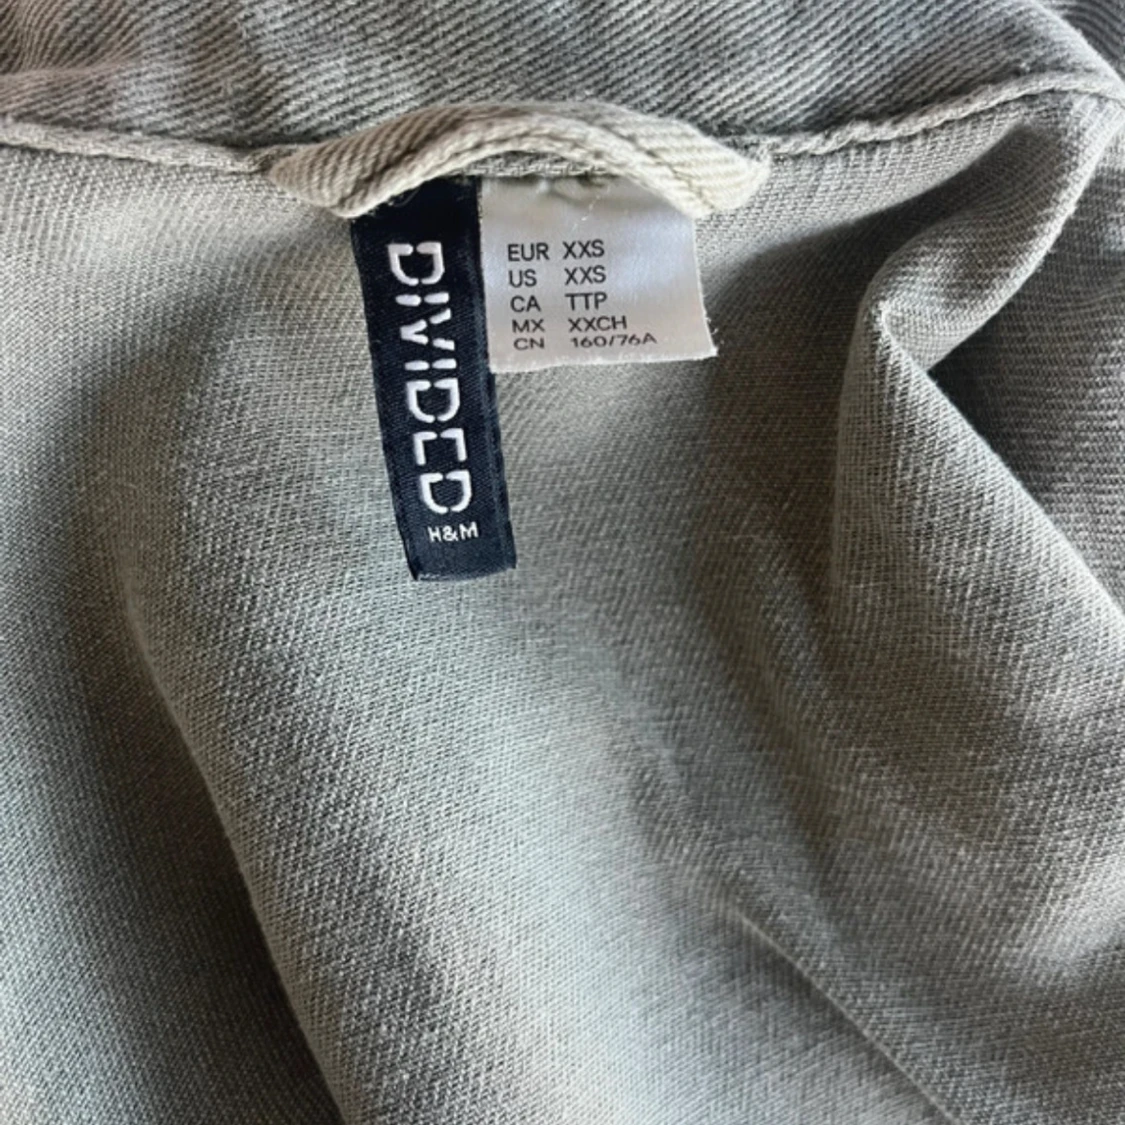 DIVIDED
H&M
EUR XXS
US XXS
CA TTP
MX XXCH
CN 160/76A